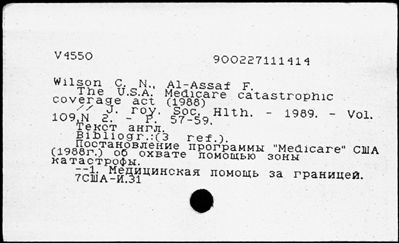 V4550 900227111414
Wilson C. N., Al-Assaf F.
The U.S.A. Medicare catastrophic
coverage act (1988)
// J. roy. Soc. Hlth. - 1989. - Vol.
109,N 2. - P. 57-59.
Текст англ.
Bibliogr.:(3 ref.).
Постановление программы "Medicare" США
(1988г.) об охвате помощью зоны
катастрофы.
--1. Медицинская помощь за границей.
7США-И.31